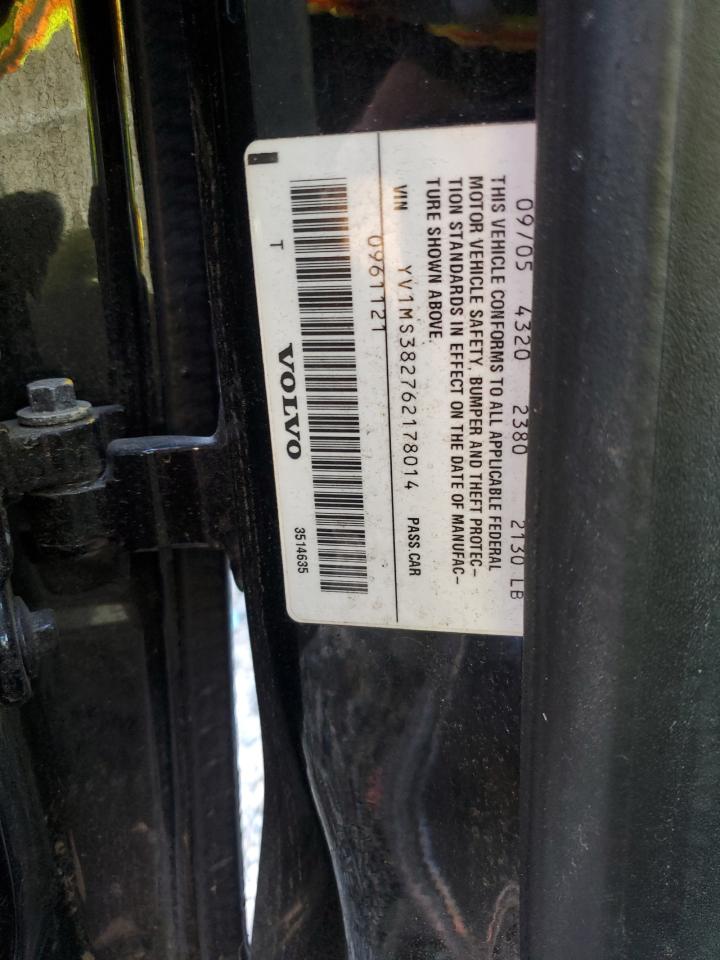 09/05 4320 2380 2130 LB
THIS VEHICLE CONFORMS TO ALL APPLICABLE FEDERAL
MOTOR VEHICLE SAFETY, BUMPER AND THEFT PROTEC-
TION STANDARDS IN EFFECT ON THE DATE OF MANUFAC-
TURE SHOWN ABOVE.
VIN YV1MS382762178014 PASS.CAR
0961121
T VOLVO 3514635